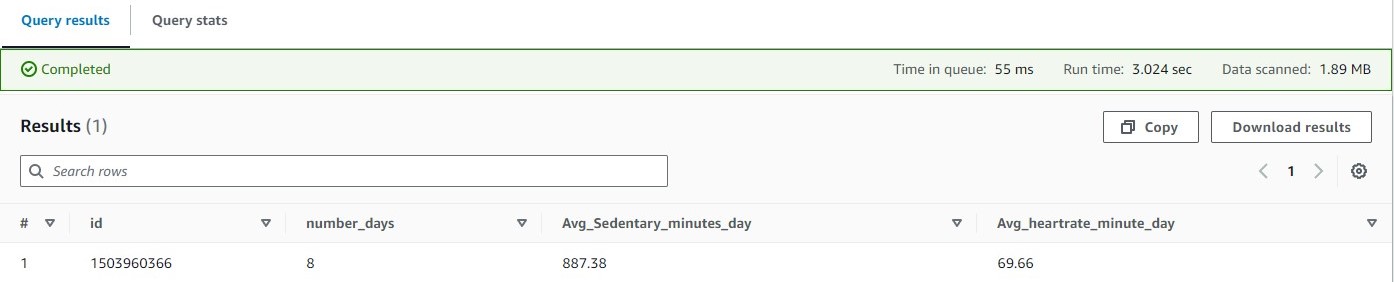 Query results Query stats
Completed Time in queue: 55 ms Run time: 3.024 sec Data scanned: 1.89 MB
Results (1) Copy Download results
Search rows 1
# id number_days Avg_Sedentary_minutes_day Avg_heartrate_minute_day
1 1503960366 8 887.38 69.66